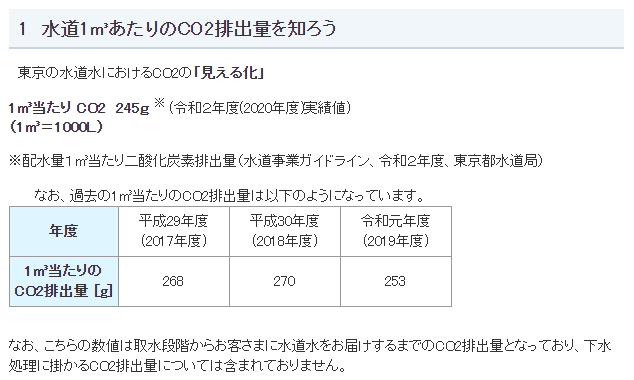 1 水道1㎥あたりのCO2排出量を知ろう
東京の水道水におけるCO2の「見える化」
1㎥当たり CO2 245g ※(令和2年度(2020年度)実績値)
(1㎥=1000L)
※配水量1㎥当たり二酸化炭素排出量(水道事業ガイドライン、令和2年度、東京都水道局)
なお、過去の1㎥当たりのCO2排出量は以下のようになっています。
年度 平成29年度 平成30年度 令和元年度
(2017年度) (2018年度) (2019年度)
1㎥当たりの
CO2排出量 [g] 268 270 253
なお、こちらの数値は取水段階からお客さまに水道水をお届けするまでのCO2排出量となっており、下水
処理に掛かるCO2排出量については含まれておりません。